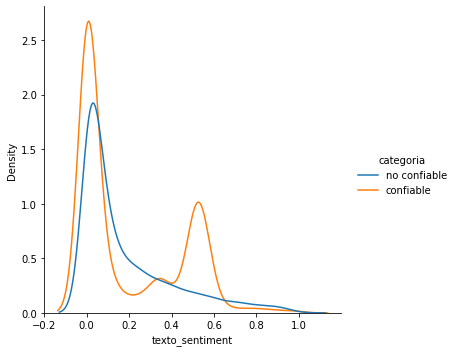 2.5
2.0
1.5
1.0
0.5
0.0
Density
−0.2 0.0 0.2 0.4 0.6 0.8 1.0
texto_sentiment
categoria
no confiable
confiable